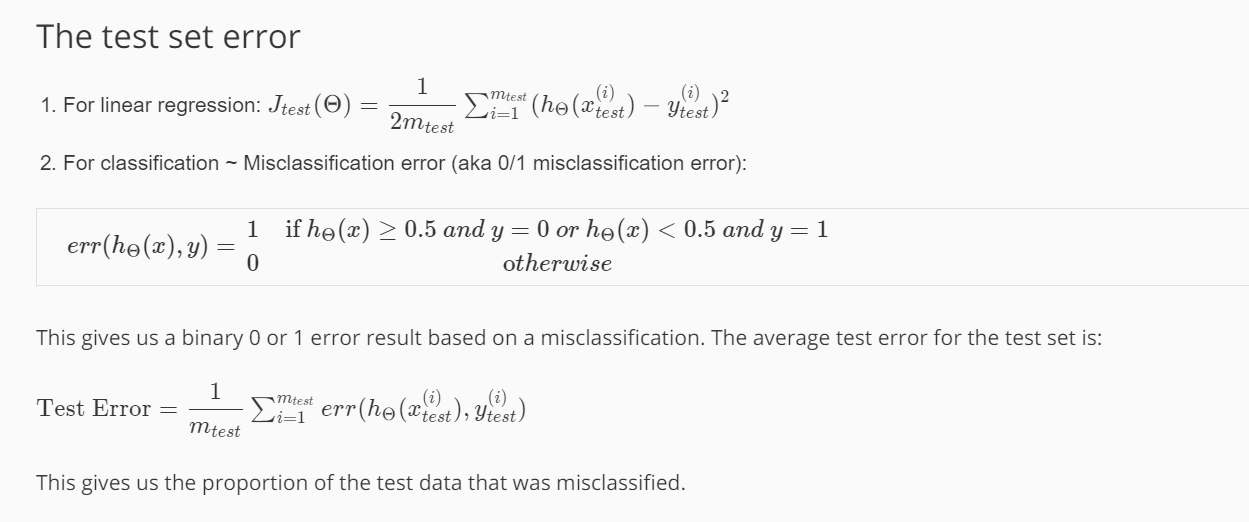 The test set error
1. For linear regression: $J_{test}(\Theta) = \dfrac{1}{2m_{test}} \sum_{i=1}^{m_{test}} (h_\Theta(x_{test}^{(i)}) - y_{test}^{(i)})^2$
2. For classification ~ Misclassification error (aka 0/1 misclassification error):
$err(h_\Theta(x), y) = \begin{matrix} 1 & \text{if } h_\Theta(x) \geq 0.5\ and\ y = 0\ or\ h_\Theta(x) < 0.5\ and\ y = 1 \\ 0 & otherwise \end{matrix}$
This gives us a binary 0 or 1 error result based on a misclassification. The average test error for the test set is:
$\text{Test Error} = \dfrac{1}{m_{test}} \sum_{i=1}^{m_{test}} err(h_\Theta(x_{test}^{(i)}), y_{test}^{(i)})$
This gives us the proportion of the test data that was misclassified.